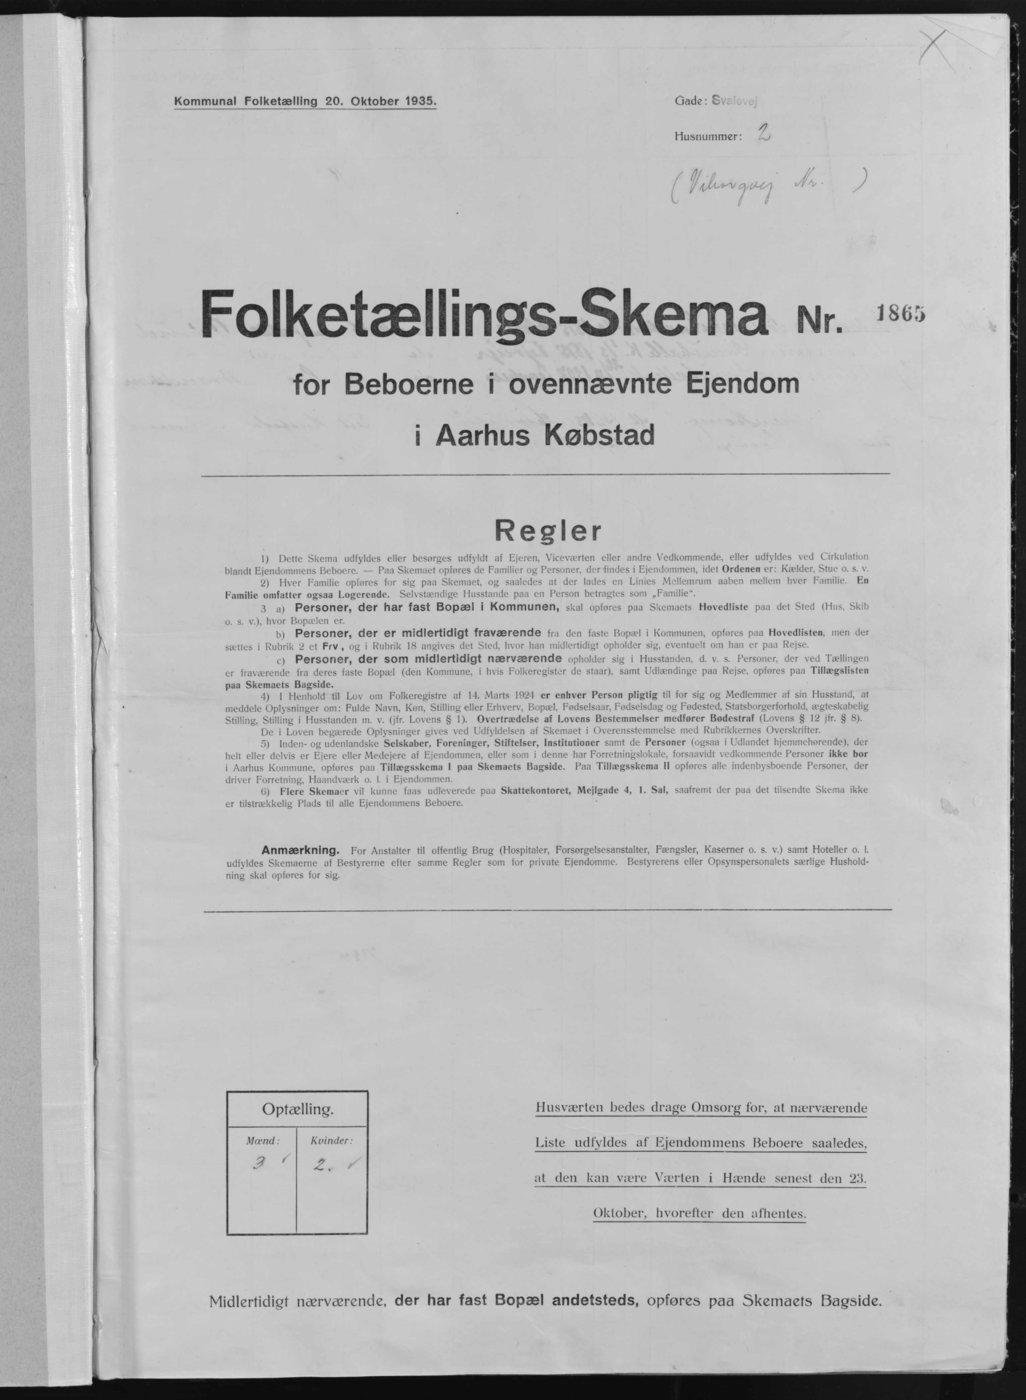 Kommunal Folketælling 20. Oktober 1935.
Gade: Svalevej
Husnummer: 2
(Viborgvej Nr. )
Folketællings-Skema Nr. 1865
for Beboerne i ovennævnte Ejendom
i Aarhus Købstad
Regler
1) Dette Skema udfyldes eller besørges udfyldt af Ejeren, Viceværten eller andre Vedkommende, eller udfyldes ved Cirkulation
blandt Ejendommens Beboere. — Paa Skemaet opføres de Familier og Personer, der findes i Ejendommen, idet Ordenen er: Kælder, Stue o. s. v.
2) Hver Familie opføres for sig paa Skemaet, og saaledes at der lades en Linies Mellemrum aaben mellem hver Familie. En
Familie omfatter ogsaa Logerende. Selvstændige Husstande paa en Person betragtes som „Familie“.
3 a) Personer, der har fast Bopæl i Kommunen, skal opføres paa Skemaets Hovedliste paa det Sted (Hus, Skib
o. s. v.), hvor Bopælen er.
b) Personer, der er midlertidigt fraværende fra den faste Bopæl i Kommunen, opføres paa Hovedlisten, men der
sættes i Rubrik 2 et Frv., og i Rubrik 18 angives det Sted, hvor han midlertidigt opholder sig, eventuelt om han er paa Rejse.
c) Personer, der som midlertidigt nærværende opholder sig i Husstanden, d. v. s. Personer, der ved Tællingen
er fraværende fra deres faste Bopæl (den Kommune, i hvis Folkeregister de staar), samt Udlændinge paa Rejse, opføres paa Tillægslisten
paa Skemaets Bagside.
4) I Henhold til Lov om Folkeregistre af 14. Marts 1924 er enhver Person pligtig til for sig og Medlemmer af sin Husstand, at
meddele Oplysninger om: Fulde Navn, Køn, Stilling eller Erhverv, Bopæl, Fødselsaar, Fødselsdag og Fødested, Statsborgerforhold, ægteskabelig
Stilling, Stilling i Husstanden m. v. (jfr. Lovens § 1). Overtrædelse af Lovens Bestemmelser medfører Bødestraf (Lovens § 12 jfr. § 8).
De i Loven begærede Oplysninger gives ved Udfyldelsen af Skemaet i Overensstemmelse med Rubrikkernes Overskrifter.
5) Inden- og udenlandske Selskaber, Foreninger, Stiftelser, Institutioner samt de Personer (ogsaa i Udlandet hjemmehørende), der
helt eller delvis er Ejere eller Medejere af Ejendommen, eller som i denne har Forretningslokale, forsaavidt vedkommende Personer ikke bor
i Aarhus Kommune, opføres paa Tillægsskema I paa Skemaets Bagside. Paa Tillægsskema II opføres alle indenbysboende Personer, der
driver Forretning, Haandværk o. l. i Ejendommen.
6) Flere Skemaer vil kunne faas udleverede paa Skattekontoret, Mejlgade 4, 1. Sal, saafremt der paa det tilsendte Skema ikke
er tilstrækkelig Plads til alle Ejendommens Beboere.
Anmærkning. For Anstalter til offentlig Brug (Hospitaler, Forsørgelsesanstalter, Fængsler, Kaserner o. s. v.) samt Hoteller o. l.
udfyldes Skemaerne af Bestyrerne efter samme Regler som for private Ejendomme. Bestyrerens eller Opsynspersonalets særlige Hushold-
ning skal opføres for sig.
Optælling.
Mænd: Kvinder:
3 ✓ 2. ✓
Husværten bedes drage Omsorg for, at nærværende
Liste udfyldes af Ejendommens Beboere saaledes,
at den kan være Værten i Hænde senest den 23.
Oktober, hvorefter den afhentes.
Midlertidigt nærværende, der har fast Bopæl andetsteds, opføres paa Skemaets Bagside.